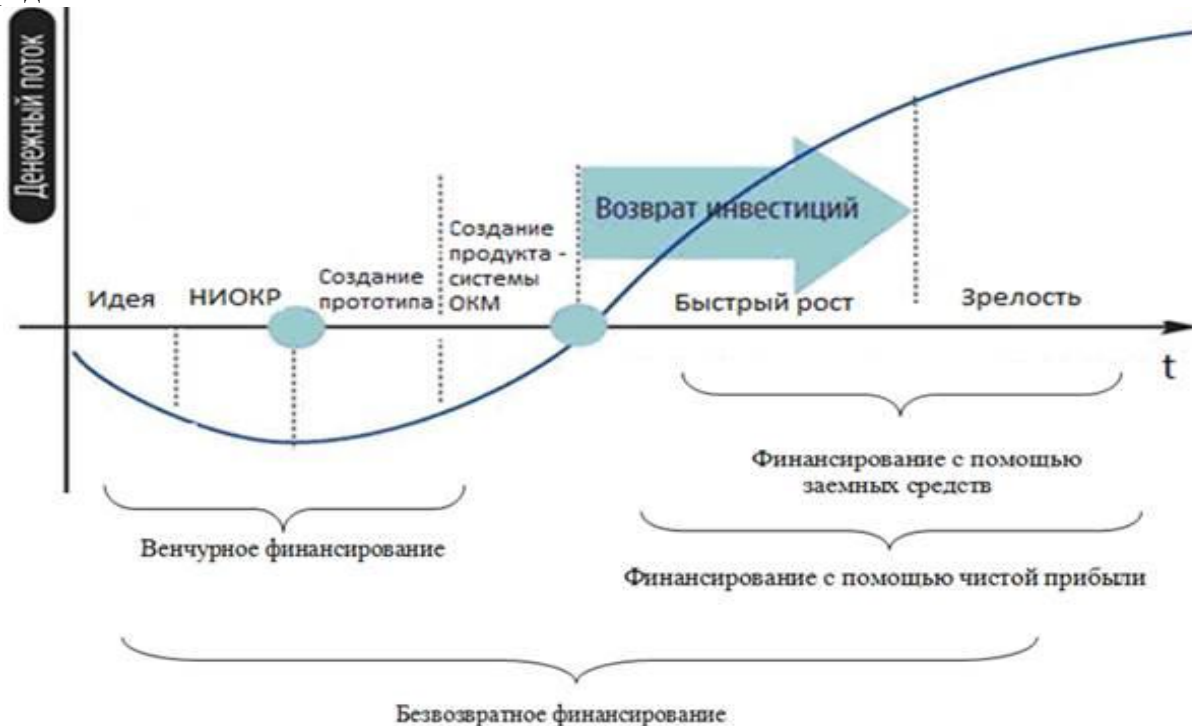 Денежный поток
Возврат инвестиций
Создание
продукта -
системы
ОКМ
Создание
прототипа
Идея
НИОКР
Быстрый рост
Зрелость
t
Финансирование с помощью
заемных средств
Венчурное финансирование
Финансирование с помощью чистой прибыли
Безвозвратное финансирование